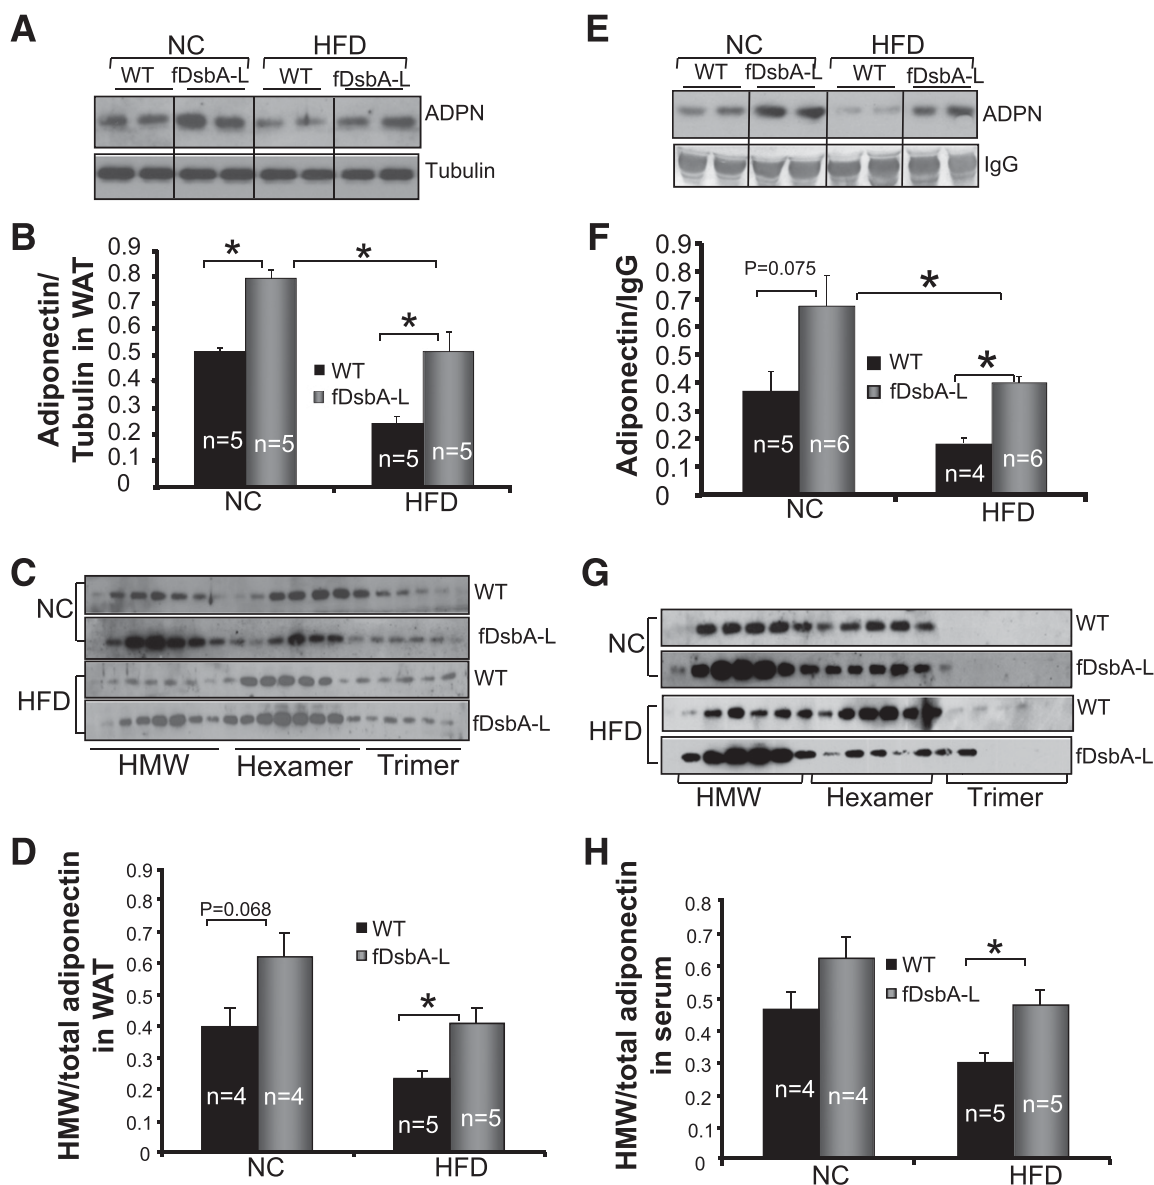 A
NC HFD
WT fDsbA-L WT fDsbA-L
ADPN
Tubulin
B
Adiponectin/
Tubulin in WAT
0.9
0.8
0.7
0.6
0.5
0.4
0.3
0.2
0.1
0
*
*
*
WT
fDsbA-L
n=5 n=5 n=5 n=5
NC HFD
C
NC
WT
fDsbA-L
HFD
WT
fDsbA-L
HMW Hexamer Trimer
D
HMW/total adiponectin
in WAT
0.9
0.8
0.7
0.6
0.5
0.4
0.3
0.2
0.1
0
P=0.068
*
WT
fDsbA-L
n=4 n=4 n=5 n=5
NC HFD
E
NC HFD
WT fDsbA-L WT fDsbA-L
ADPN
IgG
F
Adiponectin/IgG
0.9
0.8
0.7
0.6
0.5
0.4
0.3
0.2
0.1
0
P=0.075
*
*
WT
fDsbA-L
n=5 n=6 n=4 n=6
NC HFD
G
NC
WT
fDsbA-L
HFD
WT
fDsbA-L
HMW Hexamer Trimer
H
HMW/total adiponectin
in serum
0.8
0.7
0.6
0.5
0.4
0.3
0.2
0.1
0
*
WT
fDsbA-L
n=4 n=4 n=5 n=5
NC HFD